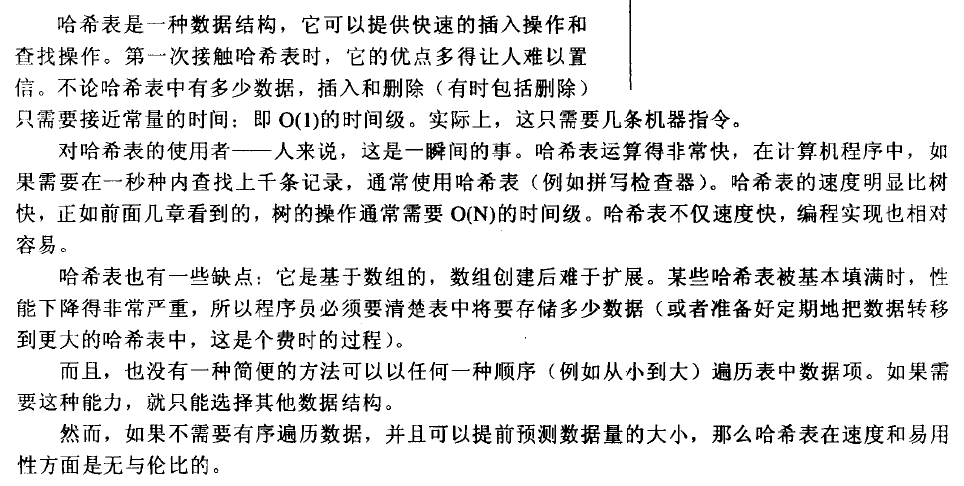 哈希表是一种数据结构，它可以提供快速的插入操作和
查找操作。第一次接触哈希表时，它的优点多得让人难以置
信。不论哈希表中有多少数据，插入和删除（有时包括删除）
只需要接近常量的时间：即 O(1)的时间级。实际上，这只需要几条机器指令。
对哈希表的使用者——人来说，这是一瞬间的事。哈希表运算得非常快，在计算机程序中，如
果需要在一秒种内查找上千条记录，通常使用哈希表（例如拼写检查器）。哈希表的速度明显比树
快，正如前面几章看到的，树的操作通常需要 O(N)的时间级。哈希表不仅速度快，编程实现也相对
容易。
哈希表也有一些缺点：它是基于数组的，数组创建后难于扩展。某些哈希表被基本填满时，性
能下降得非常严重，所以程序员必须要清楚表中将要存储多少数据（或者准备好定期地把数据转移
到更大的哈希表中，这是个费时的过程）。
而且，也没有一种简便的方法可以以任何一种顺序（例如从小到大）遍历表中数据项。如果需
要这种能力，就只能选择其他数据结构。
然而，如果不需要有序遍历数据，并且可以提前预测数据量的大小，那么哈希表在速度和易用
性方面是无与伦比的。